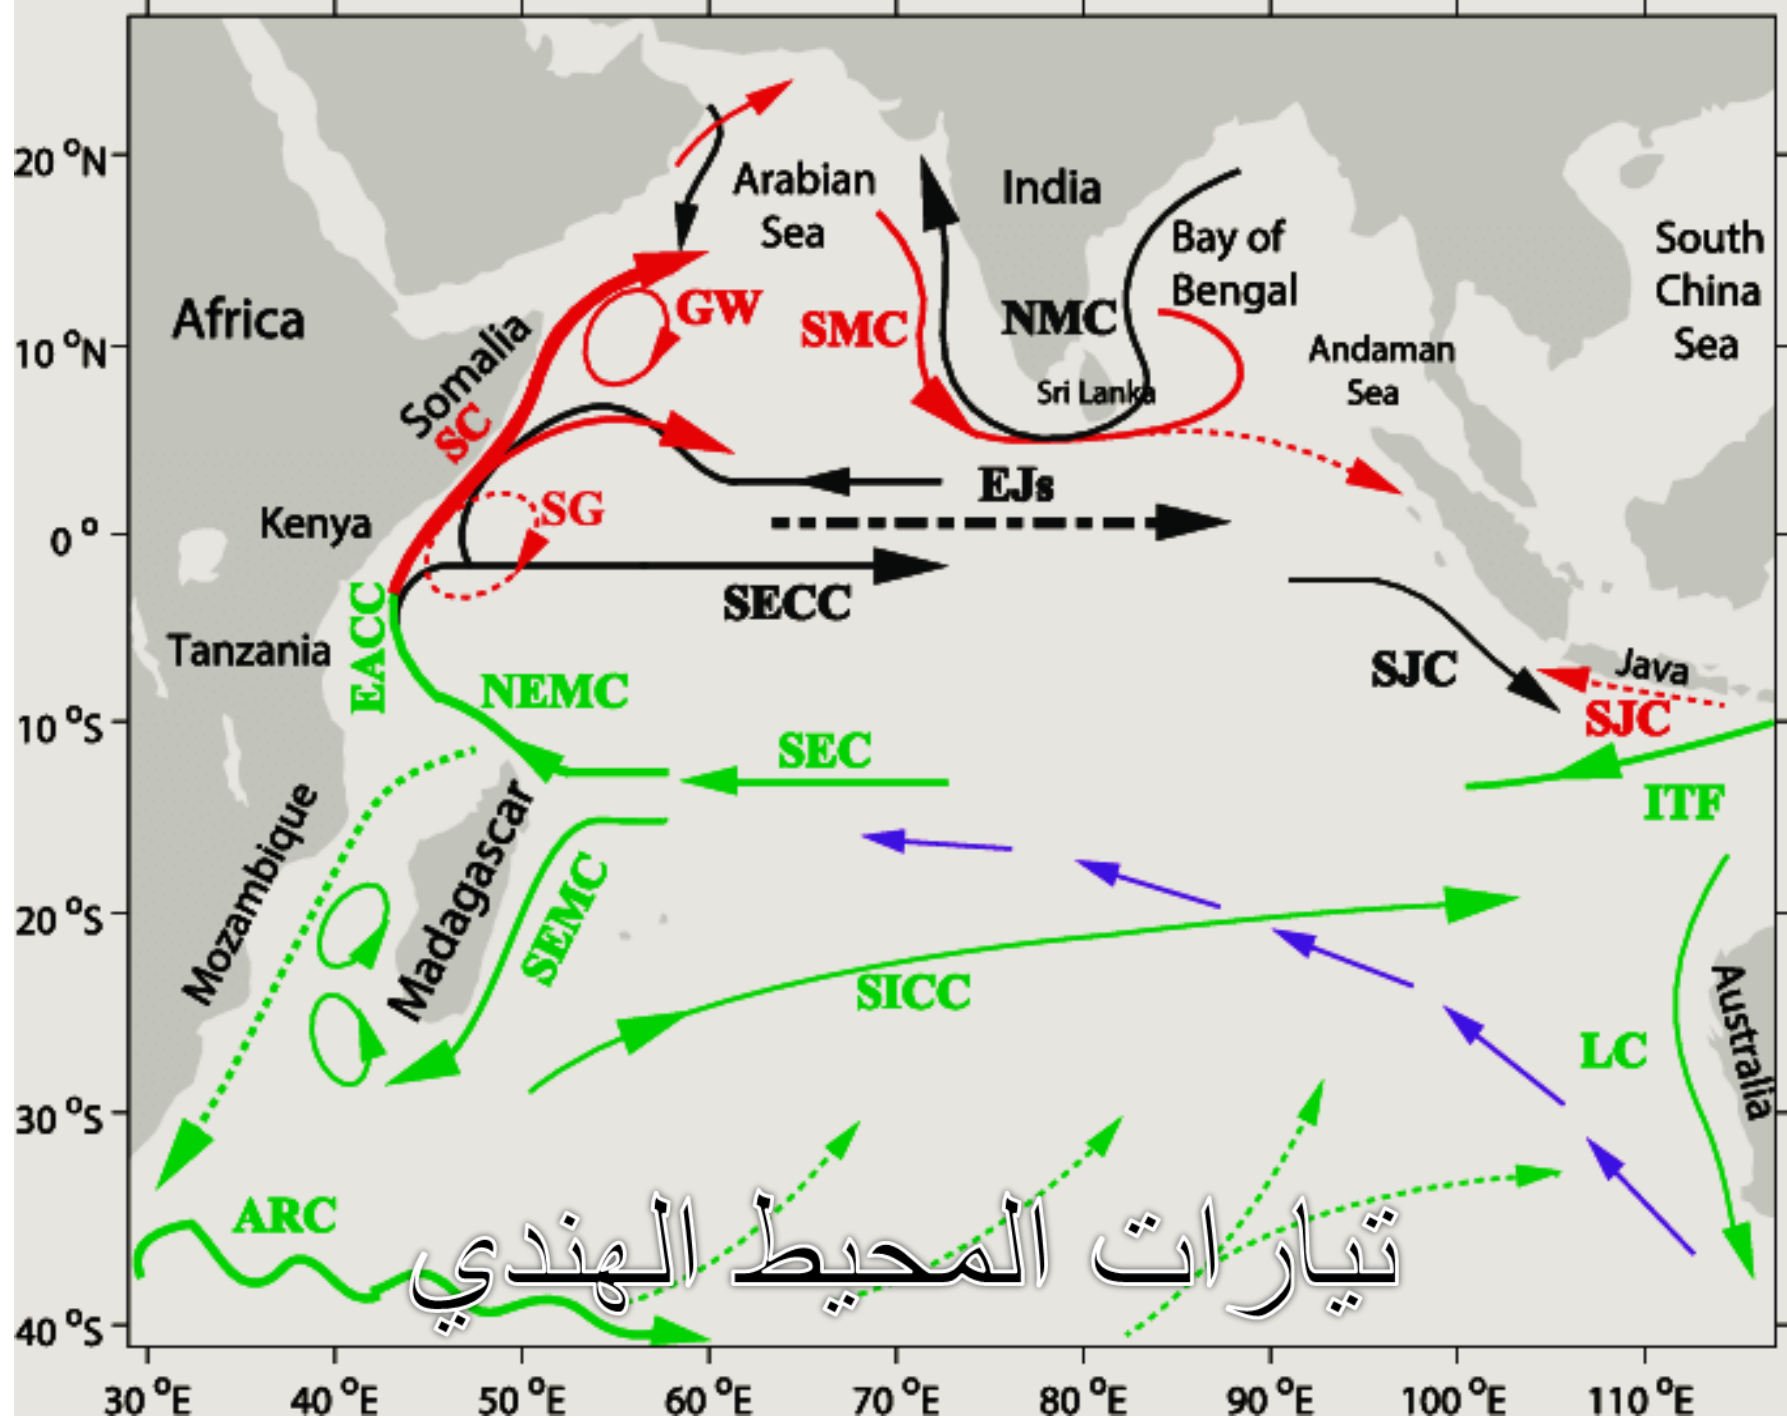 20 °N
10 °N
0 °
10 °S
20 °S
30 °S
40 °S
30 °E
40 °E
50 °E
60 °E
70 °E
80 °E
90 °E
100 °E
110 °E
Arabian
Sea
India
Bay of
Bengal
South
China
Sea
Africa
GW
SMC
NMC
Somalia
SC
Sri Lanka
Andaman
Sea
EJs
SG
Kenya
SECC
EACC
Tanzania
NEMC
SJC
Java
SJC
SEC
ITF
Mozambique
Madagascar
SEMC
SICC
LC
Australia
ARC
تيارات المحيط الهندي